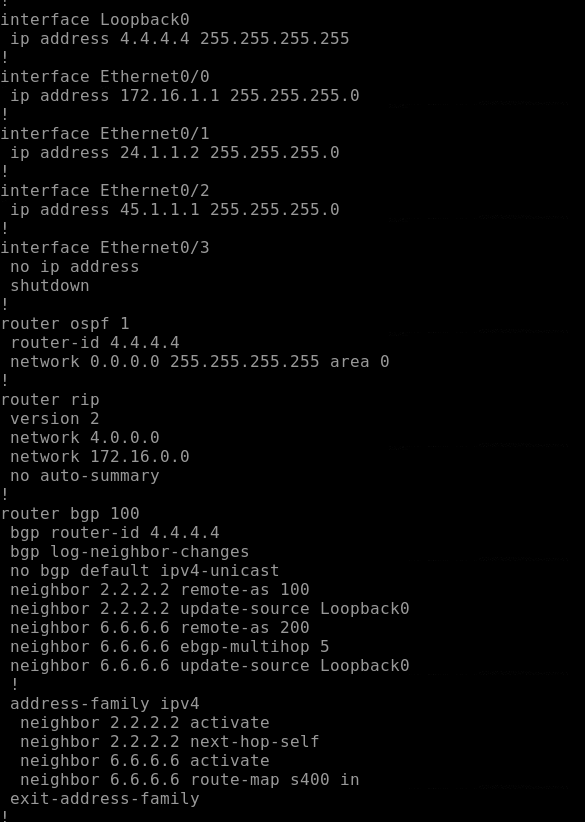 !
interface Loopback0
 ip address 4.4.4.4 255.255.255.255
!
interface Ethernet0/0
 ip address 172.16.1.1 255.255.255.0
!
interface Ethernet0/1
 ip address 24.1.1.2 255.255.255.0
!
interface Ethernet0/2
 ip address 45.1.1.1 255.255.255.0
!
interface Ethernet0/3
 no ip address
 shutdown
!
router ospf 1
 router-id 4.4.4.4
 network 0.0.0.0 255.255.255.255 area 0
!
router rip
 version 2
 network 4.0.0.0
 network 172.16.0.0
 no auto-summary
!
router bgp 100
 bgp router-id 4.4.4.4
 bgp log-neighbor-changes
 no bgp default ipv4-unicast
 neighbor 2.2.2.2 remote-as 100
 neighbor 2.2.2.2 update-source Loopback0
 neighbor 6.6.6.6 remote-as 200
 neighbor 6.6.6.6 ebgp-multihop 5
 neighbor 6.6.6.6 update-source Loopback0
 !
 address-family ipv4
  neighbor 2.2.2.2 activate
  neighbor 2.2.2.2 next-hop-self
  neighbor 6.6.6.6 activate
  neighbor 6.6.6.6 route-map s400 in
 exit-address-family
!